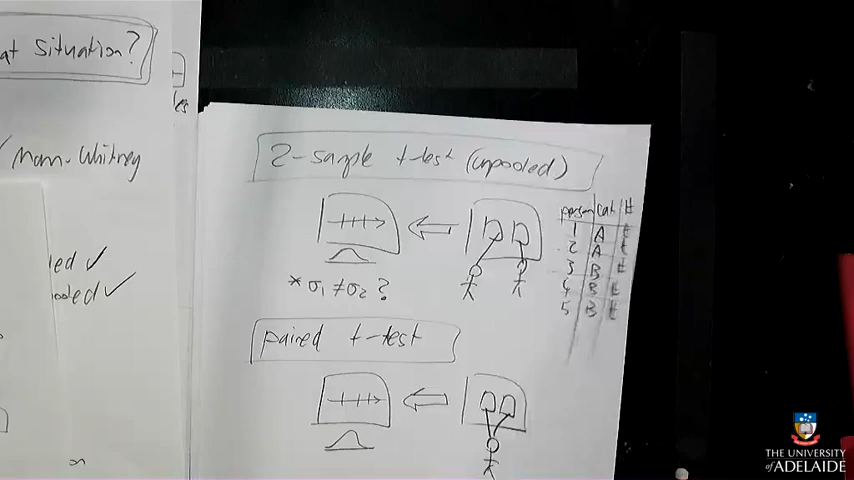 at situation?
es
Mann-Whitney
led ✓
ooled ✓
2-sample t-test (unpooled)
* σ₁ ≠ σ₂ ?
person cat #
1 A #
2 A #
3 B #
4 B #
5 B #
paired t-test
THE UNIVERSITY
of ADELAIDE